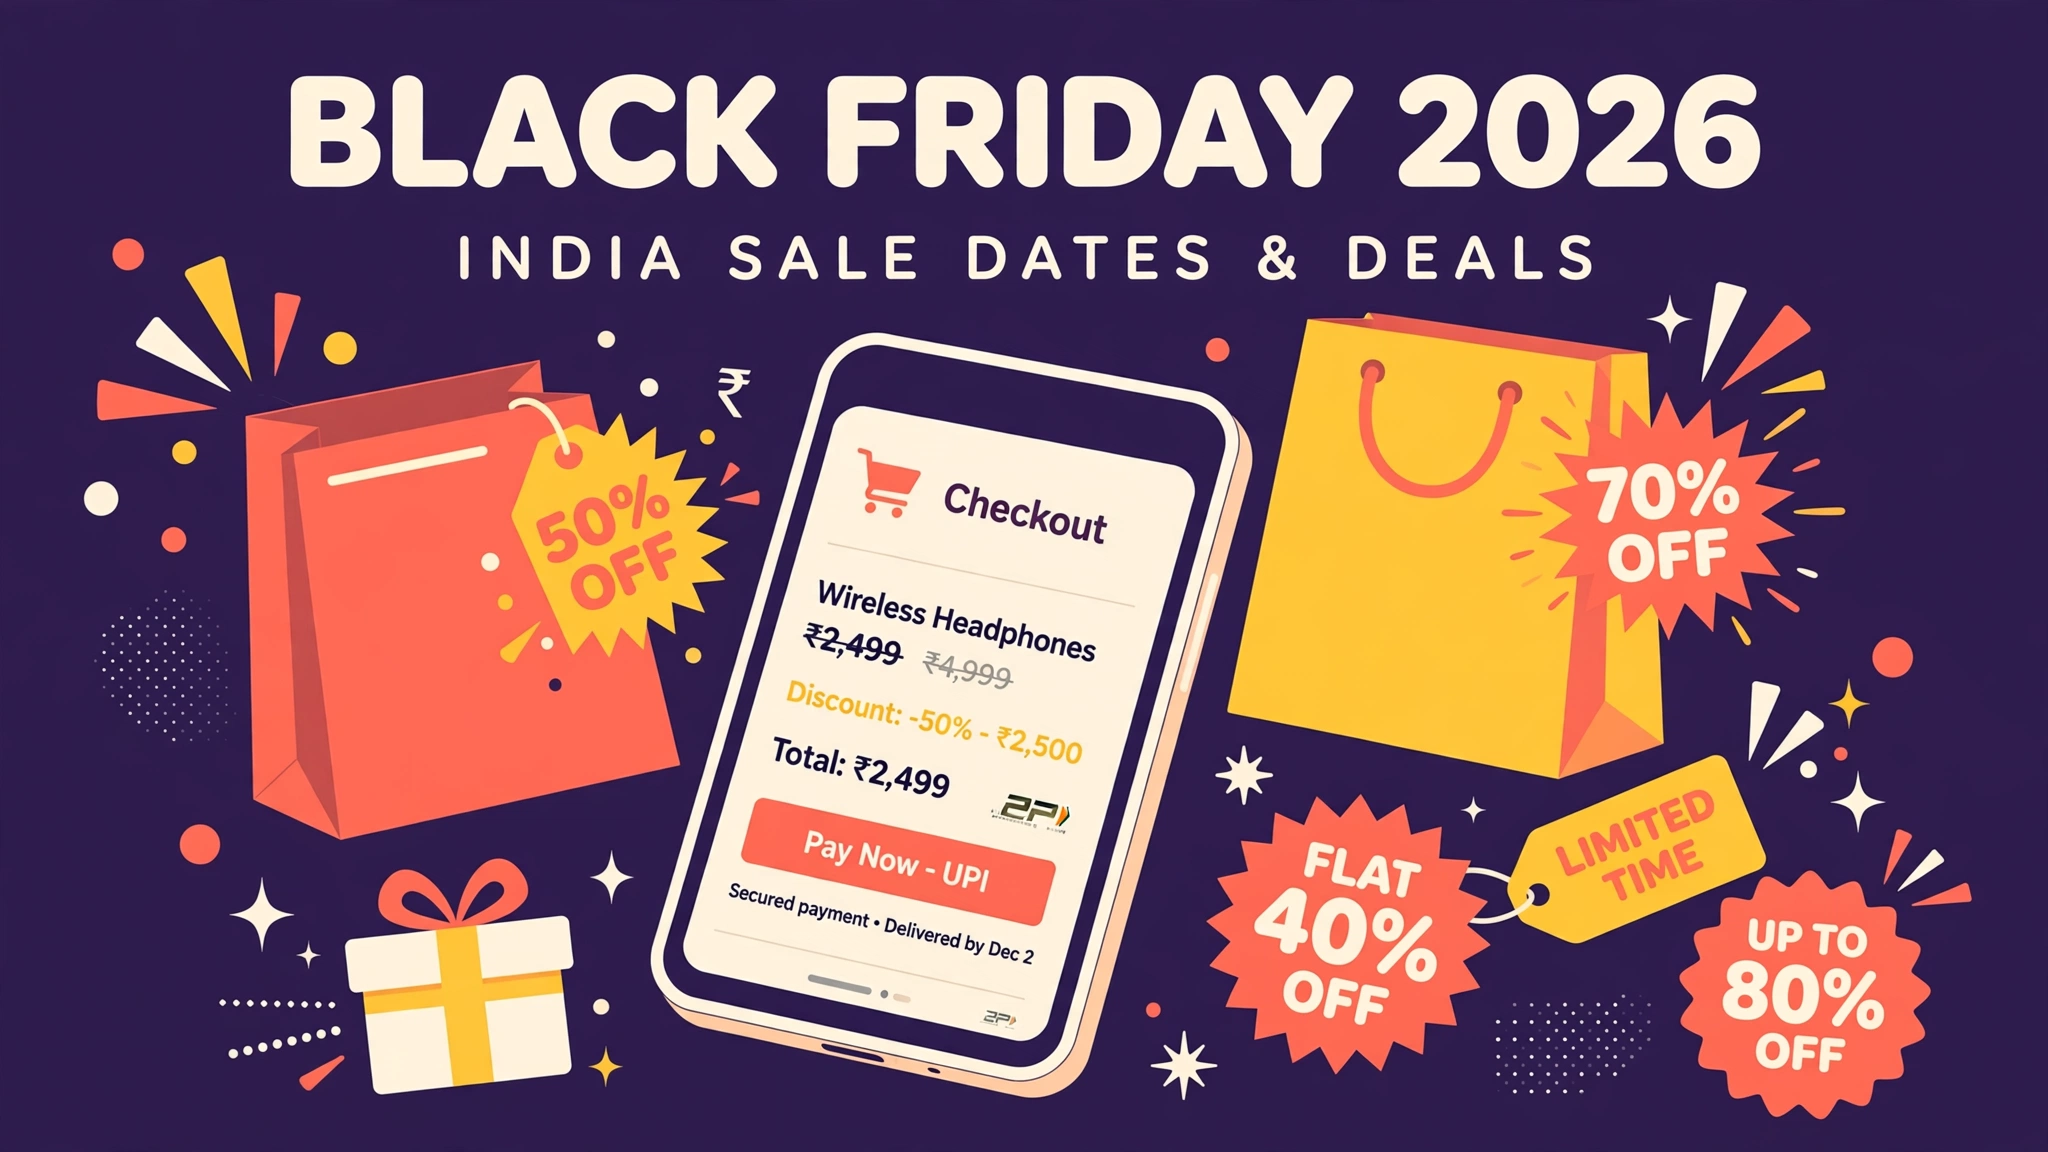 BLACK FRIDAY 2026
INDIA SALE DATES & DEALS
₹
50%
OFF
Checkout
Wireless Headphones
₹2,499 ₹4,999
Discount: -50% - ₹2,500
Total: ₹2,499
Pay Now - UPI
Secured payment • Delivered by Dec 2
70%
OFF
FLAT
40%
OFF
LIMITED
TIME
UP TO
80%
OFF